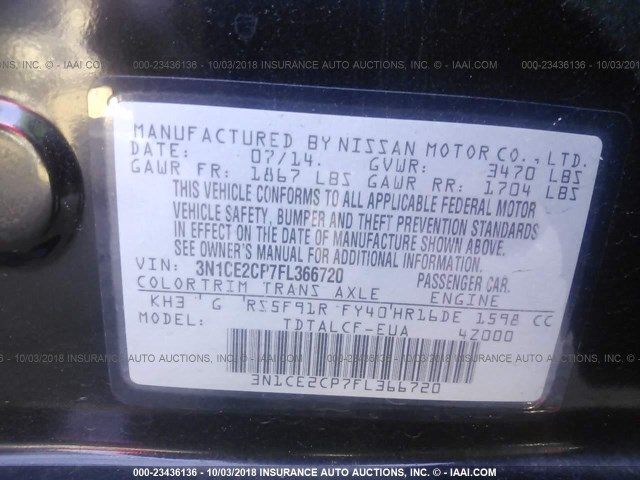 000-23436136 - 10/03/2018 INSURANCE AUTO AUCTIONS, INC. - © - IAAI.COM
MANUFACTURED BY NISSAN MOTOR CO., LTD.
DATE: 07/14. GVWR: 3470 LBS
GAWR FR: 1867 LBS GAWR RR: 1704 LBS
THIS VEHICLE CONFORMS TO ALL APPLICABLE FEDERAL MOTOR
VEHICLE SAFETY, BUMPER AND THEFT PREVENTION STANDARDS
IN EFFECT ON THE DATE OF MANUFACTURE SHOWN ABOVE.
SEE OWNER'S MANUAL FOR ADDITIONAL INFORMATION.
VIN: 3N1CE2CP7FL366720 PASSENGER CAR.
COLOR TRIM TRANS AXLE ENGINE
KH3 G RS5F91R FY40 HR16DE 1598 CC
MODEL: TDTALCF-EUA 42000
3N1CE2CP7FL366720
000-23436136 - 10/03/2018 INSURANCE AUTO AUCTIONS, INC. - © - IAAI.COM